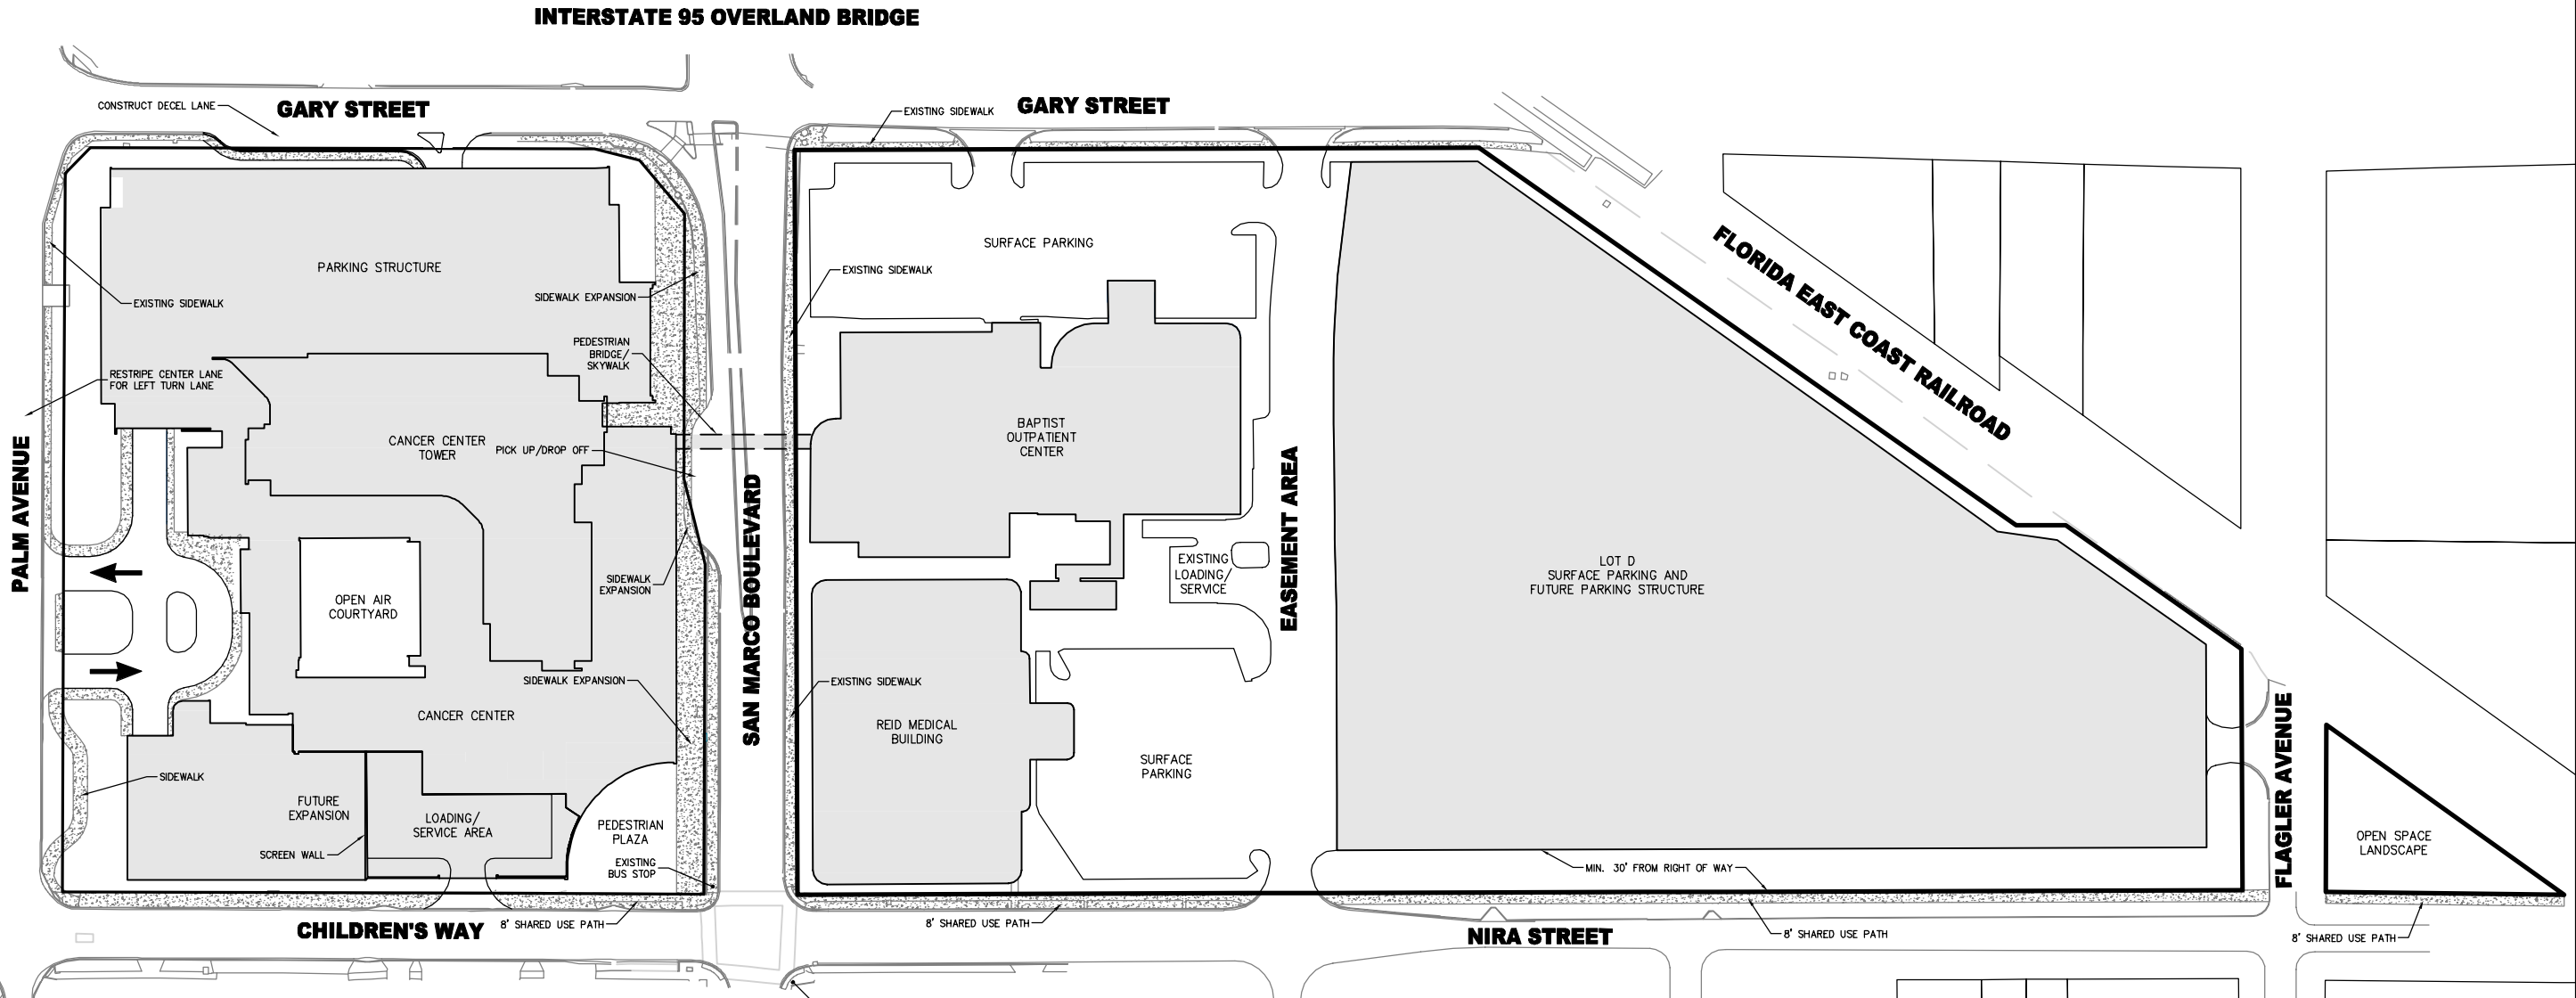 INTERSTATE 95 OVERLAND BRIDGE
CONSTRUCT DECEL LANE
GARY STREET
EXISTING SIDEWALK
GARY STREET
SURFACE PARKING
PARKING STRUCTURE
EXISTING SIDEWALK
SIDEWALK EXPANSION
EXISTING SIDEWALK
FLORIDA EAST COAST RAILROAD
PEDESTRIAN
BRIDGE/
SKYWALK
RESTRIPE CENTER LANE
FOR LEFT TURN LANE
CANCER CENTER
TOWER
PICK UP/DROP OFF
BAPTIST
OUTPATIENT
CENTER
PALM AVENUE
SAN MARCO BOULEVARD
EASEMENT AREA
EXISTING
LOADING/
SERVICE
LOT D
SURFACE PARKING AND
FUTURE PARKING STRUCTURE
SIDEWALK
EXPANSION
OPEN AIR
COURTYARD
SIDEWALK EXPANSION
EXISTING SIDEWALK
CANCER CENTER
REID MEDICAL
BUILDING
SURFACE
PARKING
SIDEWALK
FUTURE
EXPANSION
LOADING/
SERVICE AREA
PEDESTRIAN
PLAZA
SCREEN WALL
EXISTING
BUS STOP
MIN. 30' FROM RIGHT OF WAY
FLAGLER AVENUE
OPEN SPACE
LANDSCAPE
CHILDREN'S WAY
8' SHARED USE PATH
8' SHARED USE PATH
NIRA STREET
8' SHARED USE PATH
8' SHARED USE PATH